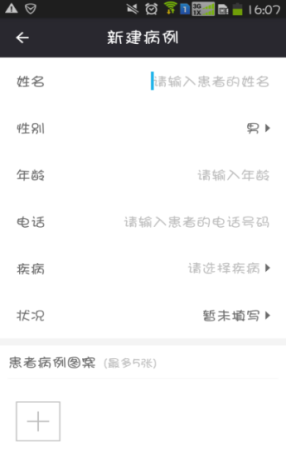 16:07
新建病例
姓名 请输入患者的姓名
性别 男
年龄 请输入年龄
电话 请输入患者的电话号码
疾病 请选择疾病
状况 暂未填写
患者病例图案 (最多5张)